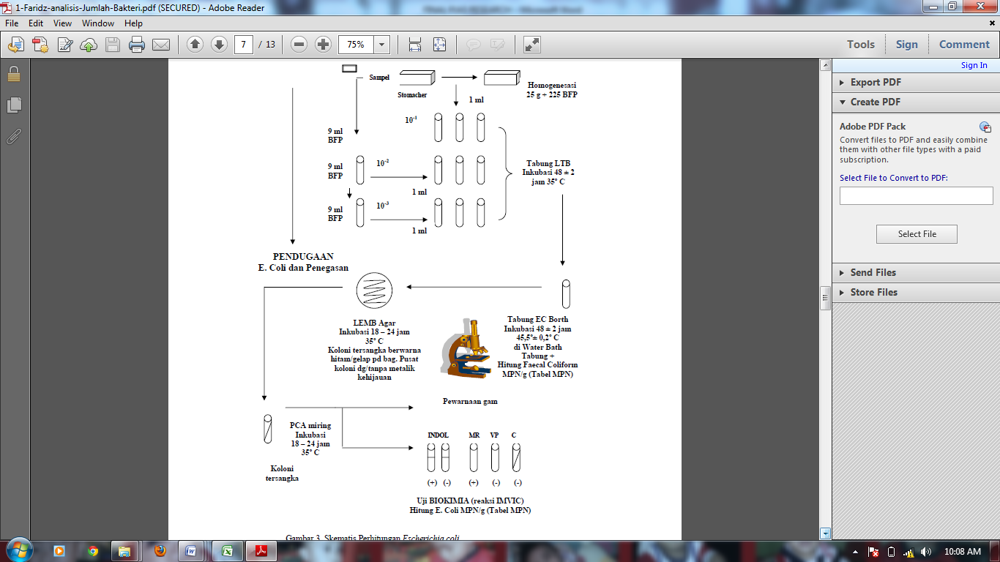 1-Faridz-analisis-Jumlah-Bakteri.pdf (SECURED) - Adobe Reader
File Edit View Window Help
7 / 13 75%
Tools Sign Comment
Sign In
Export PDF
Create PDF
Adobe PDF Pack
Convert files to PDF and easily combine
them with other file types with a paid
subscription.
Select File to Convert to PDF:
Select File
Send Files
Store Files
Sampel
Stomacher
Homogenesasi
25 g + 225 BFP
1 ml
10⁻¹
9 ml
BFP
9 ml
BFP
10⁻²
1 ml
9 ml
BFP
10⁻³
1 ml
Tabung LTB
Inkubasi 48 ± 2
jam 35º C
PENDUGAAN
E. Coli dan Penegasan
LEMB Agar
Inkubasi 18 – 24 jam
35º C
Koloni tersangka berwarna
hitam/gelap pd bag. Pusat
koloni dg/tanpa metalik
kehijauan
Tabung EC Borth
Inkubasi 48 ± 2 jam
45,5º± 0,2º C
di Water Bath
Tabung +
Hitung Faecal Coliform
MPN/g (Tabel MPN)
Pewarnaan gam
PCA miring
Inkubasi
18 – 24 jam
35º C
Koloni
tersangka
INDOL MR VP C
(+) (-) (+) (-) (-)
Uji BIOKIMIA (reaksi IMVIC)
Hitung E. Coli MPN/g (Tabel MPN)
Gambar 3. Skematis Perhitungan Escherichia coli
10:08 AM